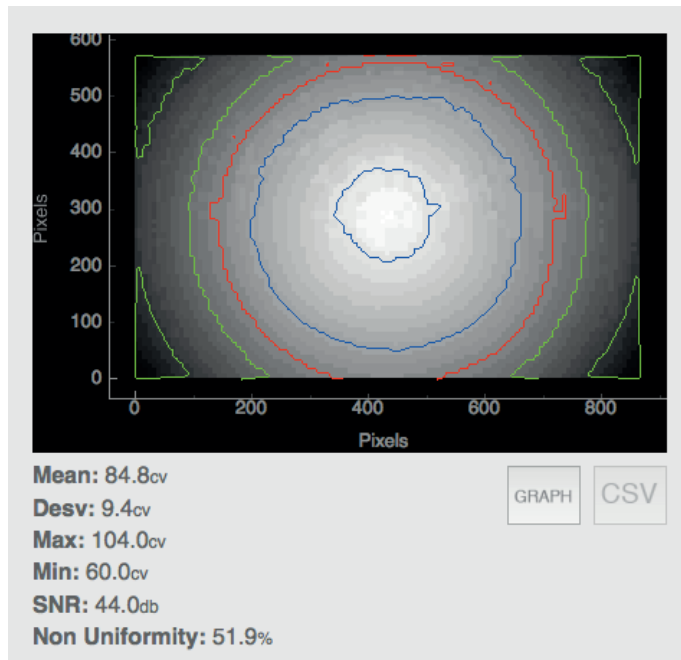 600
500
400
300
200
100
0
Pixels
0 200 400 600 800
Pixels
Mean: 84.8cv
Desv: 9.4cv
Max: 104.0cv
Min: 60.0cv
SNR: 44.0db
Non Uniformity: 51.9%
GRAPH CSV